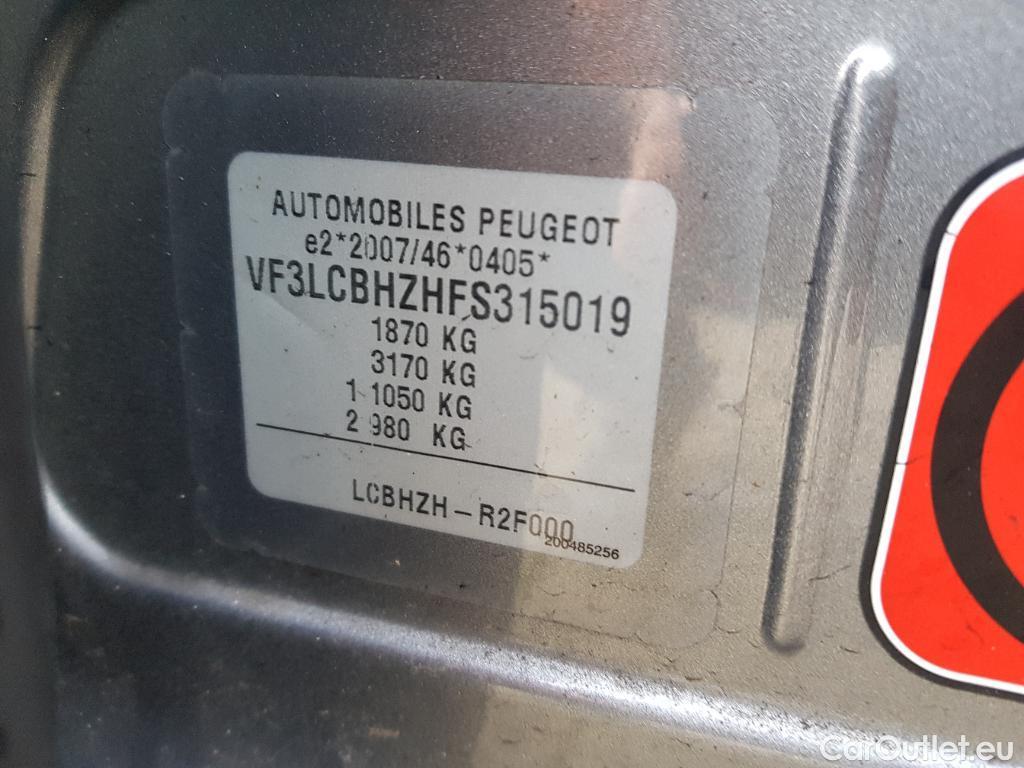 AUTOMOBILES PEUGEOT
e2*2007/46*0405*
VF3LCBHZHFS315019
1870 KG
3170 KG
1-1050 KG
2-980 KG
LCBHZH-R2F000
200485256
CarOutlet.eu